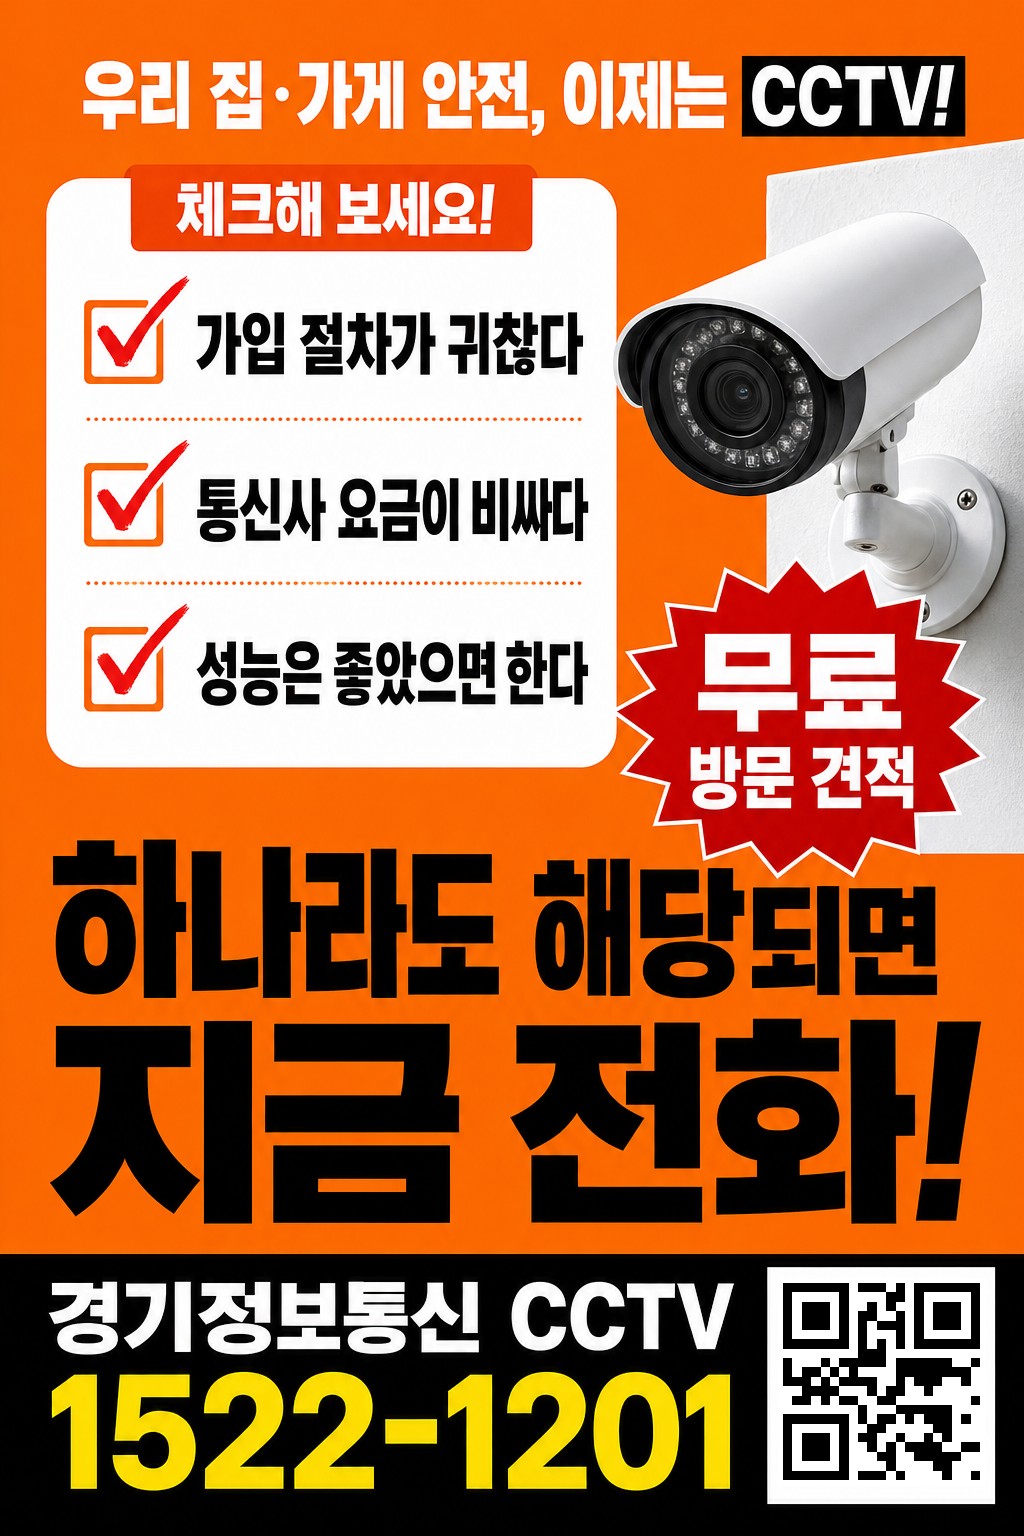 우리 집·가게 안전, 이제는 CCTV!
체크해 보세요!
가입 절차가 귀찮다
통신사 요금이 비싸다
성능은 좋았으면 한다
무료
방문 견적
하나라도 해당되면
지금 전화!
경기정보통신 CCTV
1522-1201